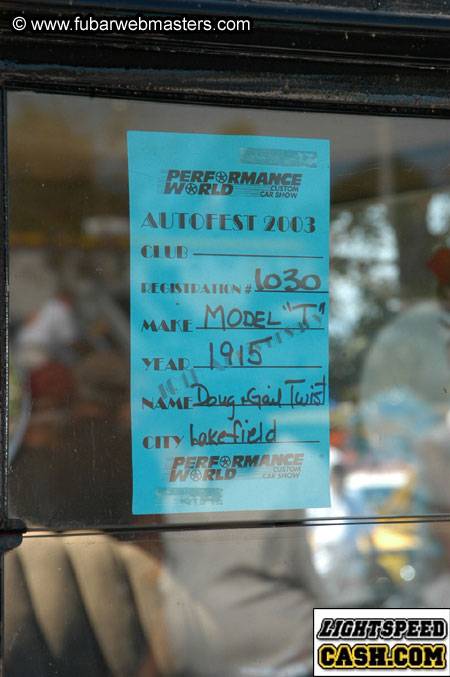 © www.fubarwebmasters.com
PERFORMANCE
WORLD CUSTOM
CAR SHOW
AUTOFEST 2003
CLUB
REGISTRATION # 1030
MAKE MODEL "T"
YEAR 1915
NAME Doug & Gail Twist
CITY Lakefield
PERFORMANCE
WORLD CUSTOM
CAR SHOW
LIGHTSPEED
CASH.COM